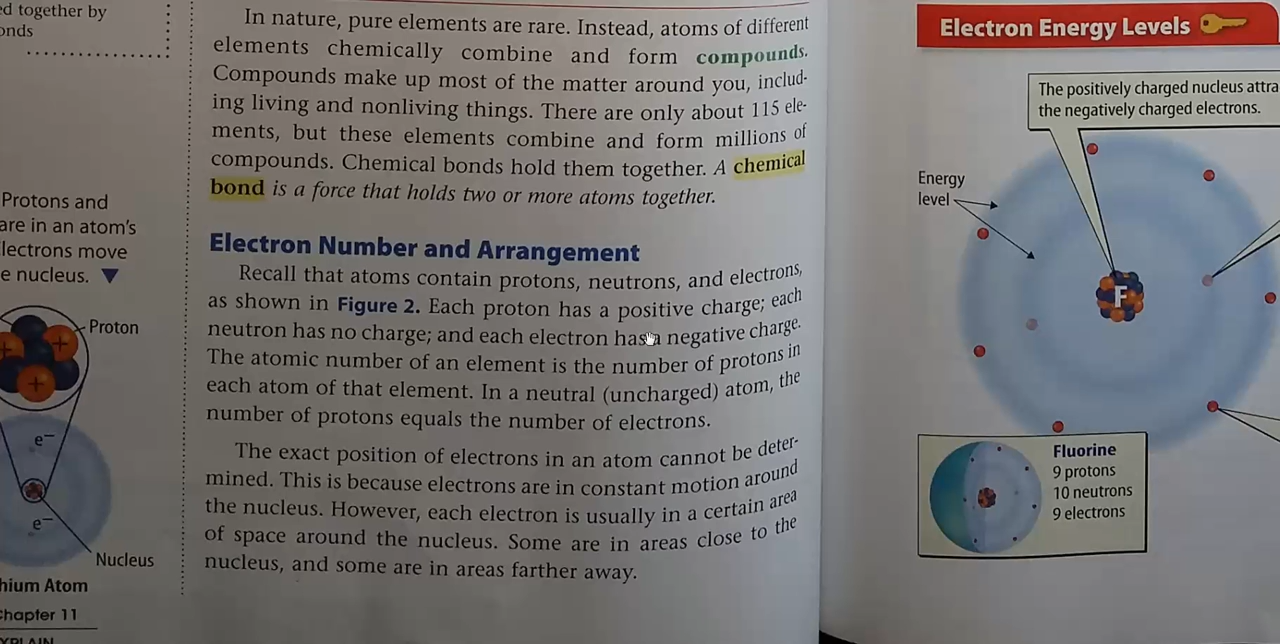 ed together by
onds
Protons and
are in an atom's
lectrons move
e nucleus. ▼
Proton
+
+
+
e−
e−
Nucleus
hium Atom
Chapter 11
XPLAIN
In nature, pure elements are rare. Instead, atoms of different
elements chemically combine and form compounds.
Compounds make up most of the matter around you, includ-
ing living and nonliving things. There are only about 115 ele-
ments, but these elements combine and form millions of
compounds. Chemical bonds hold them together. A chemical
bond is a force that holds two or more atoms together.
Electron Number and Arrangement
Recall that atoms contain protons, neutrons, and electrons,
as shown in Figure 2. Each proton has a positive charge; each
neutron has no charge; and each electron has a negative charge.
The atomic number of an element is the number of protons in
each atom of that element. In a neutral (uncharged) atom, the
number of protons equals the number of electrons.
The exact position of electrons in an atom cannot be deter-
mined. This is because electrons are in constant motion around
the nucleus. However, each electron is usually in a certain area
of space around the nucleus. Some are in areas close to the
nucleus, and some are in areas farther away.
Electron Energy Levels
The positively charged nucleus attra
the negatively charged electrons.
Energy
level
F
Fluorine
9 protons
10 neutrons
9 electrons